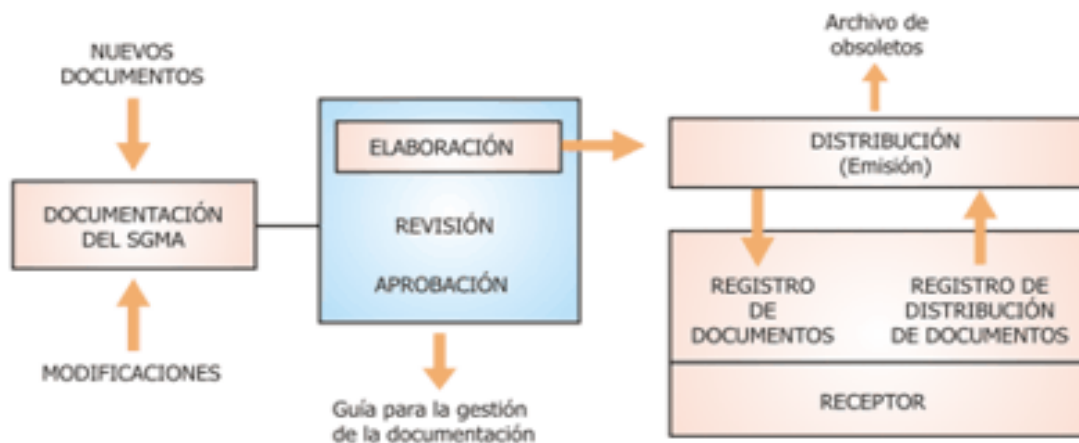 NUEVOS
DOCUMENTOS
DOCUMENTACIÓN
DEL SGMA
MODIFICACIONES
ELABORACIÓN
REVISIÓN
APROBACIÓN
Guía para la gestión
de la documentación
Archivo de
obsoletos
DISTRIBUCIÓN
(Emisión)
REGISTRO
DE
DOCUMENTOS
REGISTRO DE
DISTRIBUCIÓN
DE DOCUMENTOS
RECEPTOR